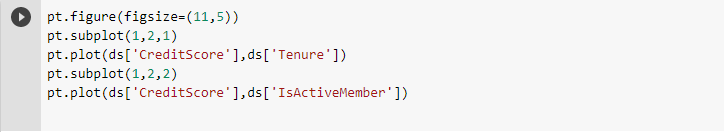 pt.figure(figsize=(11,5))
pt.subplot(1,2,1)
pt.plot(ds['CreditScore'],ds['Tenure'])
pt.subplot(1,2,2)
pt.plot(ds['CreditScore'],ds['IsActiveMember'])